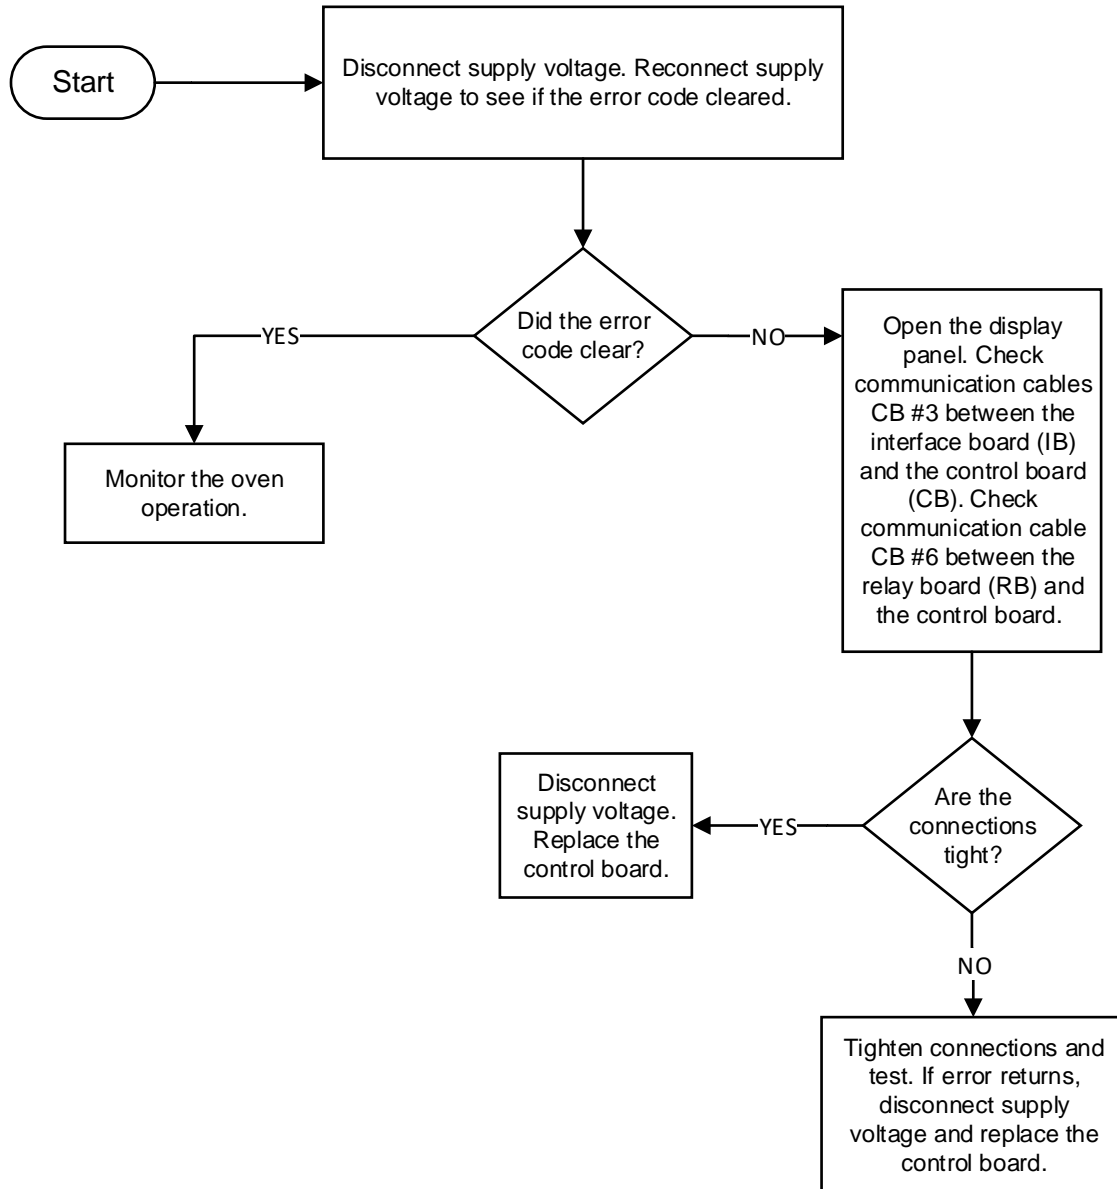 Start
Disconnect supply voltage. Reconnect supply
voltage to see if the error code cleared.
Did the error
code clear?
YES
NO
Monitor the oven
operation.
Open the display
panel. Check
communication cables
CB #3 between the
interface board (IB)
and the control board
(CB). Check
communication cable
CB #6 between the
relay board (RB) and
the control board.
Are the
connections
tight?
YES
Disconnect
supply voltage.
Replace the
control board.
NO
Tighten connections and
test. If error returns,
disconnect supply
voltage and replace the
control board.